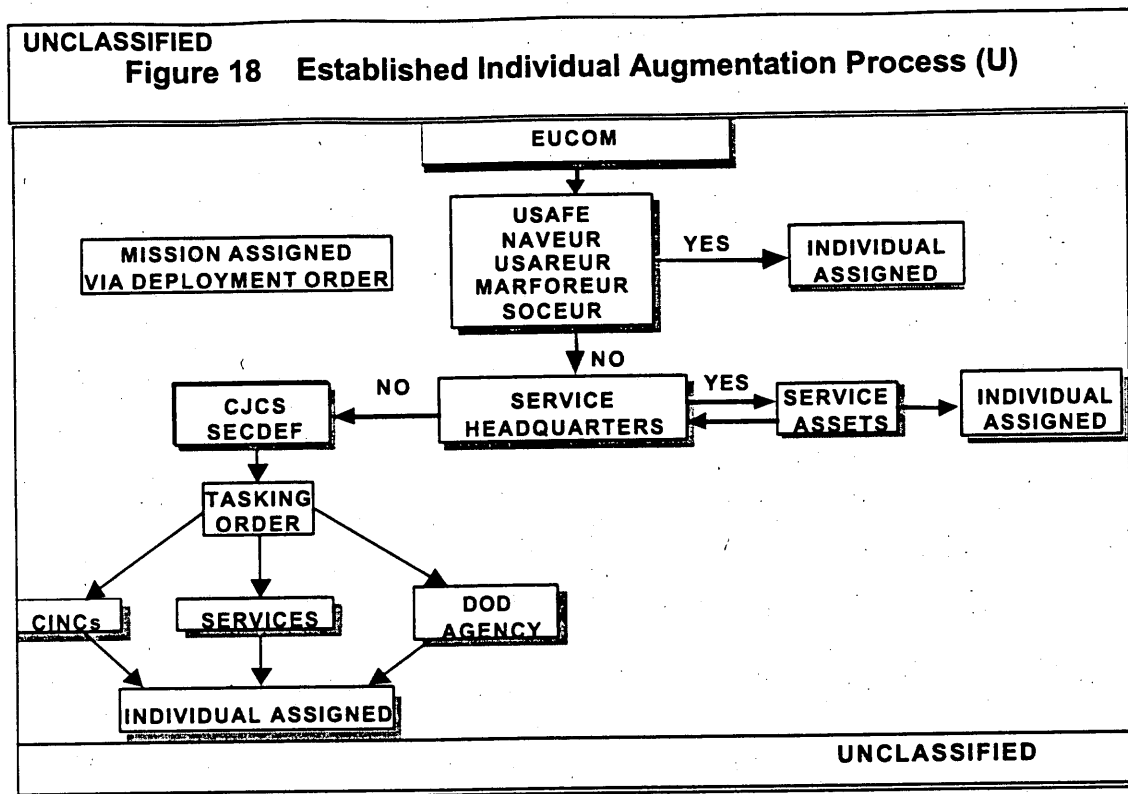 UNCLASSIFIED
Figure 18 Established Individual Augmentation Process (U)
EUCOM
USAFE
NAVEUR
USAREUR
MARFOREUR
SOCEUR
YES
INDIVIDUAL
ASSIGNED
MISSION ASSIGNED
VIA DEPLOYMENT ORDER
NO
NO
CJCS
SECDEF
SERVICE
HEADQUARTERS
YES
SERVICE
ASSETS
INDIVIDUAL
ASSIGNED
TASKING
ORDER
CINCs
SERVICES
DOD
AGENCY
INDIVIDUAL ASSIGNED
UNCLASSIFIED